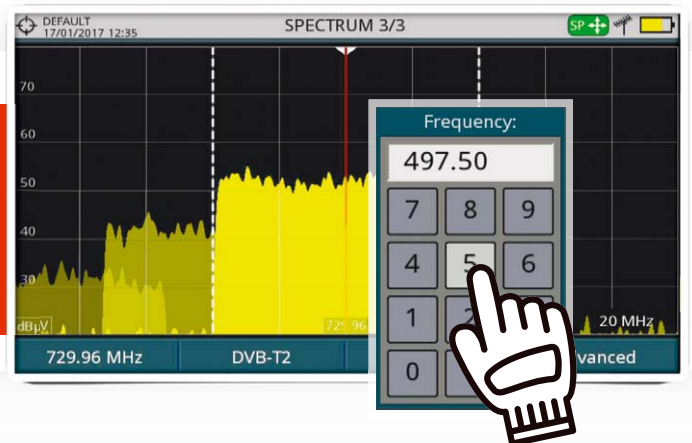 DEFAULT
17/01/2017 12:35
SPECTRUM 3/3
SP
70
60
50
40
30
dBµV
729.96
20 MHz
729.96 MHz
DVB-T2
vanced
Frequency:
497.50
7 8 9
4 5 6
1 2
0